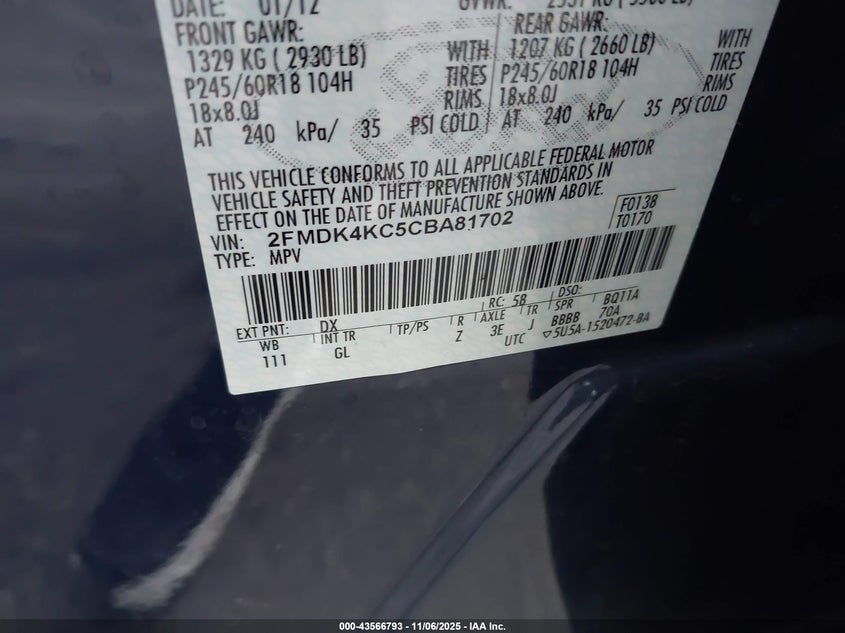 DATE: 01/12
FRONT GAWR: REAR GAWR:
1329 KG ( 2930 LB) WITH 1207 KG ( 2660 LB) WITH
P245/60R18 104H TIRES P245/60R18 104H TIRES
18x8.0J RIMS 18x8.0J RIMS
AT 240 kPa/ 35 PSI COLD AT 240 kPa/ 35 PSI COLD
THIS VEHICLE CONFORMS TO ALL APPLICABLE FEDERAL MOTOR
VEHICLE SAFETY AND THEFT PREVENTION STANDARDS IN
EFFECT ON THE DATE OF MANUFACTURE SHOWN ABOVE.
VIN: 2FMDK4KC5CBA81702 F0138
TYPE: MPV T0170
EXT PNT: DX RC: 58 DSO: BQ11A
WB INT TR TP/PS R AXLE TR SPR
111 GL Z 3E J BBBB 70A
UTC ▽5U5A-1520472-BA
000-43566793 - 11/06/2025 - IAA Inc.